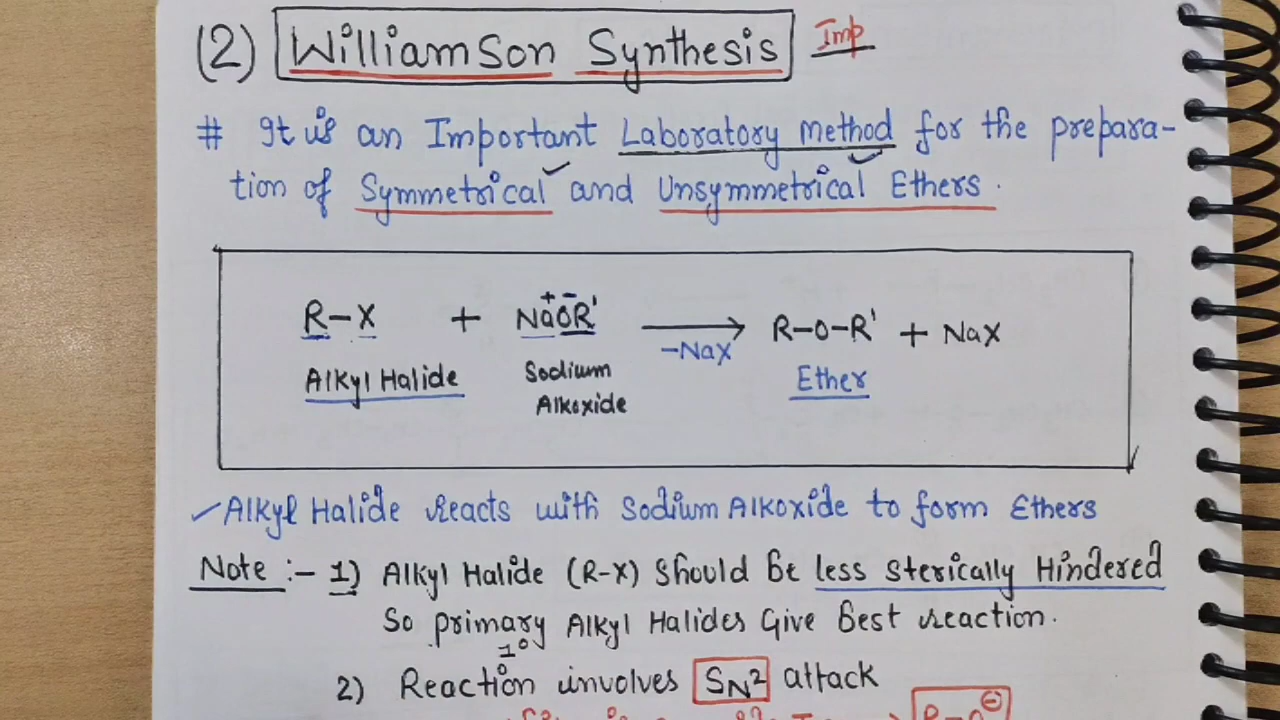 (2) Williamson Synthesis Imp
# It is an Important Laboratory method for the prepara-
tion of Symmetrical and Unsymmetrical Ethers.
R-X + Na⁺O⁻R' → R-O-R' + NaX
-NaX
Alkyl Halide Sodium Alkoxide Ether
✓Alkyl Halide reacts with Sodium Alkoxide to form Ethers
Note :- 1) Alkyl Halide (R-X) Should be less sterically Hindered
So primary Alkyl Halides Give Best reaction.
1°
2) Reaction involves SN² attack